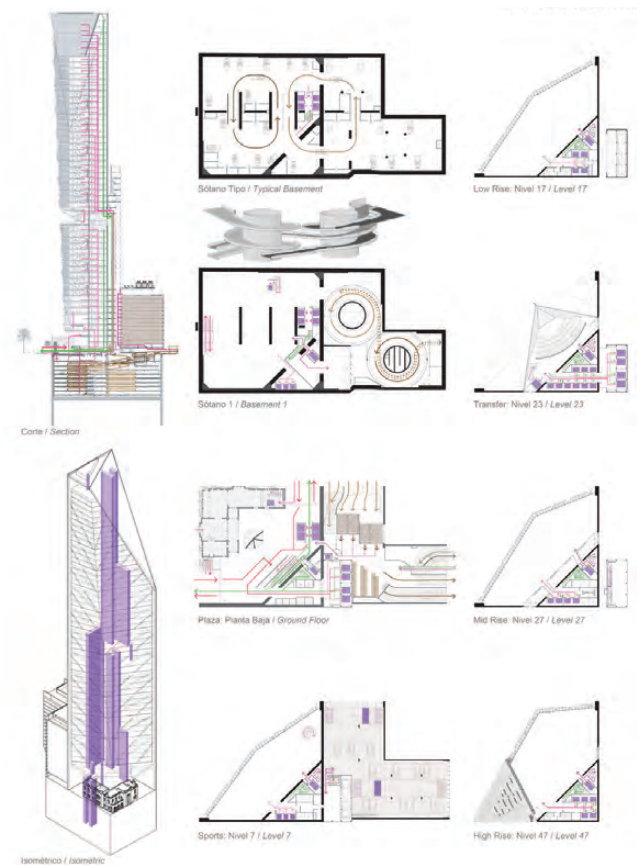 Sótano Tipo / Typical Basement
Low Rise: Nivel 17 / Level 17
Sótano 1 / Basement 1
Transfer: Nivel 23 / Level 23
Corte / Section
Plaza: Planta Baja / Ground Floor
Mid Rise: Nivel 27 / Level 27
Sports: Nivel 7 / Level 7
High Rise: Nivel 47 / Level 47
Isométrico / Isometric